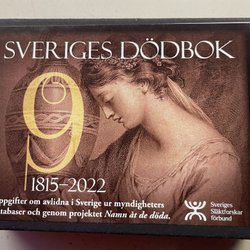 SVERIGES DÖDBOK
9
1815–2022
ppgifter om avlidna i Sverige ur myndigheters
tabaser och genom projektet Namn åt de döda.
Sveriges
Släktforskar
förbund